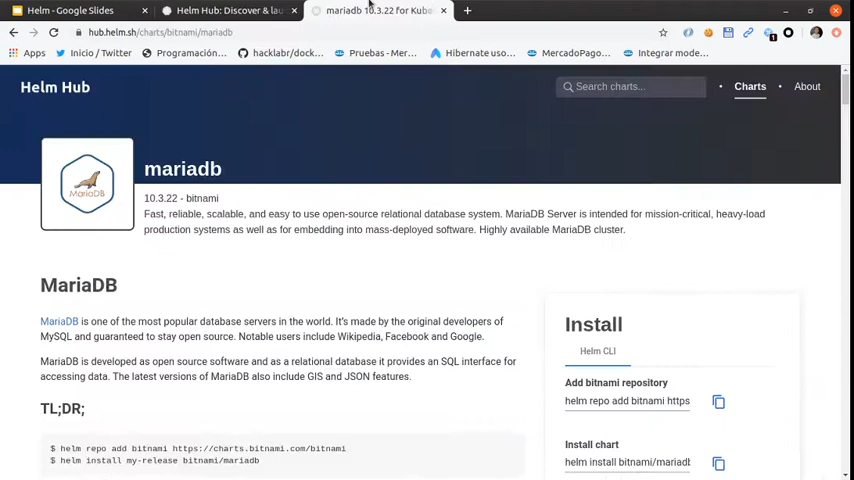 Helm - Google Slides
Helm Hub: Discover & lau
mariadb 10.3.22 for Kube
hub.helm.sh/charts/bitnami/mariadb
Apps
Inicio / Twitter
Programación...
hacklabr/dock...
Pruebas - Mer...
Hibernate uso...
MercadoPago...
Integrar mode...
Helm Hub
Search charts...
• Charts • About
MariaDB
mariadb
10.3.22 - bitnami
Fast, reliable, scalable, and easy to use open-source relational database system. MariaDB Server is intended for mission-critical, heavy-load
production systems as well as for embedding into mass-deployed software. Highly available MariaDB cluster.
MariaDB
MariaDB is one of the most popular database servers in the world. It's made by the original developers of
MySQL and guaranteed to stay open source. Notable users include Wikipedia, Facebook and Google.
MariaDB is developed as open source software and as a relational database it provides an SQL interface for
accessing data. The latest versions of MariaDB also include GIS and JSON features.
TL;DR;
$ helm repo add bitnami https://charts.bitnami.com/bitnami
$ helm install my-release bitnami/mariadb
Install
Helm CLI
Add bitnami repository
helm repo add bitnami https
Install chart
helm install bitnami/mariadb